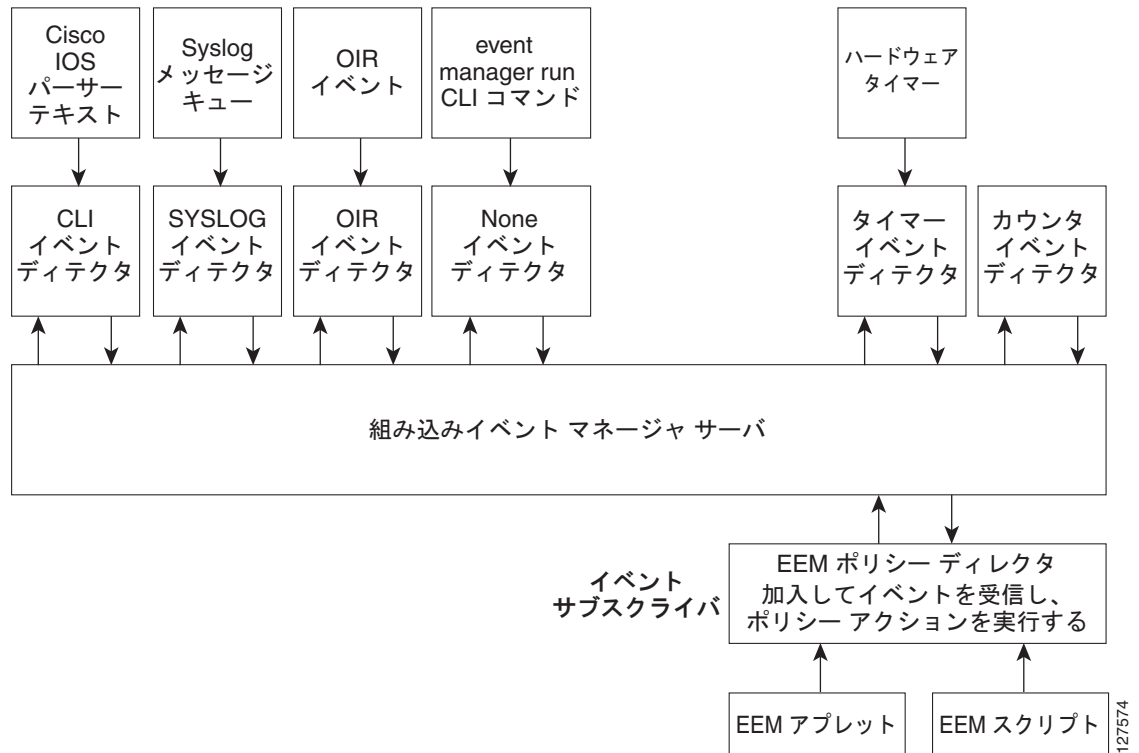 Cisco
IOS
パーサー
テキスト
Syslog
メッセージ
キュー
OIR
イベント
event
manager run
CLI コマンド
ハードウェア
タイマー
CLI
イベント
ディテクタ
SYSLOG
イベント
ディテクタ
OIR
イベント
ディテクタ
None
イベント
ディテクタ
タイマー
イベント
ディテクタ
カウンタ
イベント
ディテクタ
組み込みイベント マネージャ サーバ
イベント
サブスクライバ
EEM ポリシー ディレクタ
加入してイベントを受信し、
ポリシー アクションを実行する
EEM アプレット
EEM スクリプト
127574